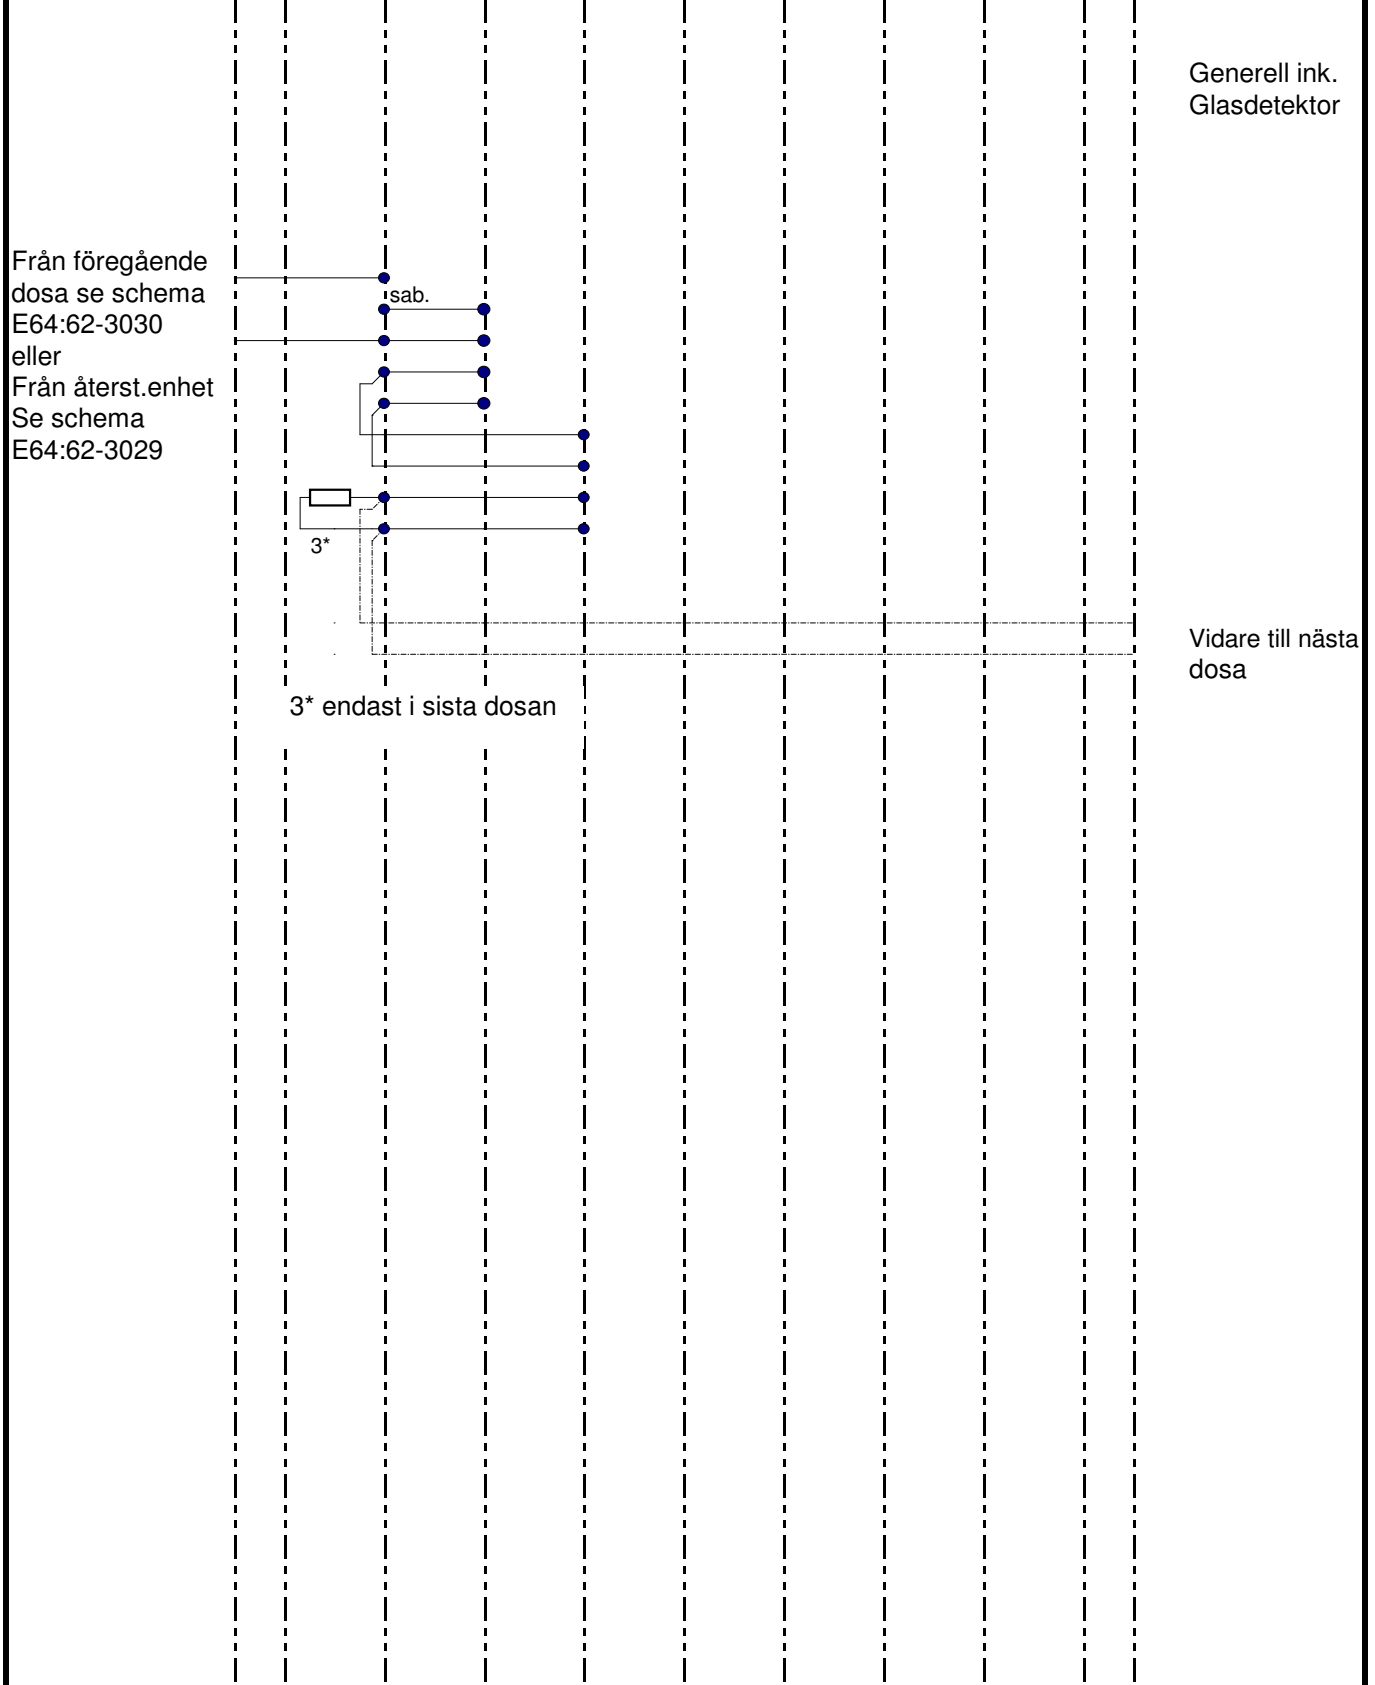 Generell ink.
Glasdetektor
Från föregående
dosa se schema
E64:62-3030
eller
Från återst.enhet
Se schema
E64:62-3029
sab.
3*
Vidare till nästa
dosa
3* endast i sista dosan